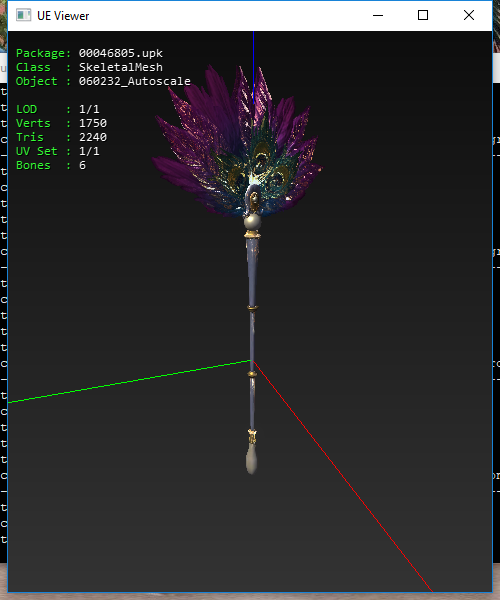 UE Viewer
Package: 00046805.upk
Class  : SkeletalMesh
Object : 060232_Autoscale
LOD    : 1/1
Verts  : 1750
Tris   : 2240
UV Set : 1/1
Bones  : 6